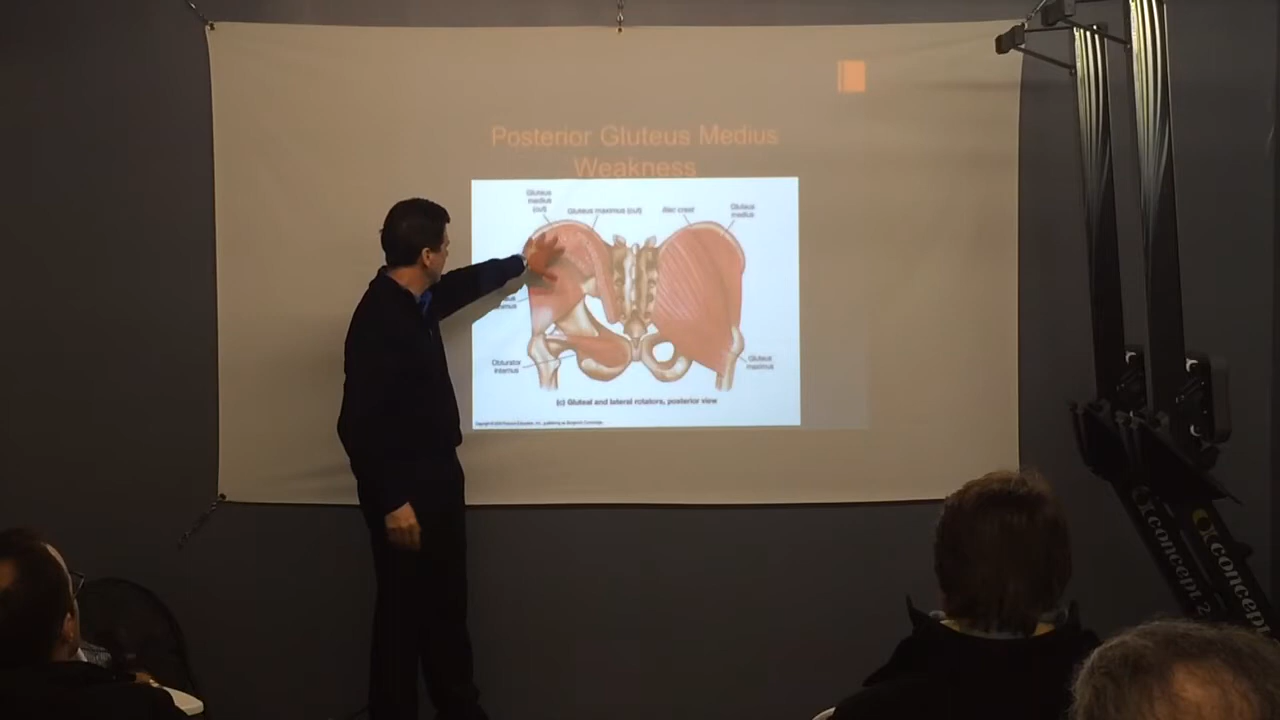 Posterior Gluteus Medius
Weakness
Gluteus
medius
(cut)
Gluteus maximus (cut)
Iliac crest
Gluteus
medius
Obturator
internus
Gluteus
maximus
(c) Gluteal and lateral rotators, posterior view
concept 2
concept